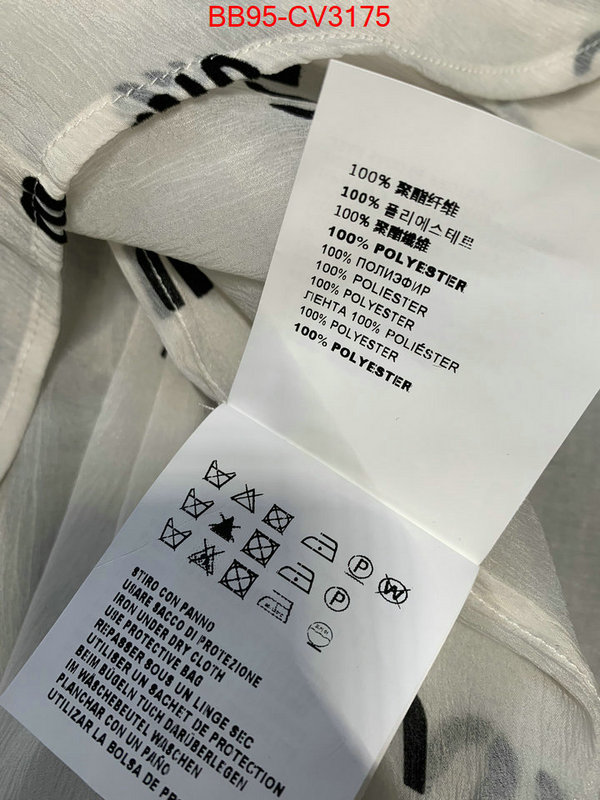 BB95-CV3175
100% 聚酯纤维
100% 폴리에스테르
100% 聚酯纖維
100% POLYESTER
100% ПОЛИЭФИР
100% POLIESTER
100% POLYESTER
ЛЕНТА 100% POLIÉSTER
100% POLYESTER
100% POLYESTER
P
W
P
STIRO CON PANNO
USARE SACCO DI PROTEZIONE
IRON UNDER DRY CLOTH
USE PROTECTIVE BAG
REPASSER SOUS UN LINGE SEC
UTILISER UN SACHET DE PROTECTION
BEIM BÜGELN TUCH DARÜBERLEGEN
IM WÄSCHEBEUTEL WASCHEN
PLANCHAR CON UN PAÑO
UTILIZAR LA BOLSA DE